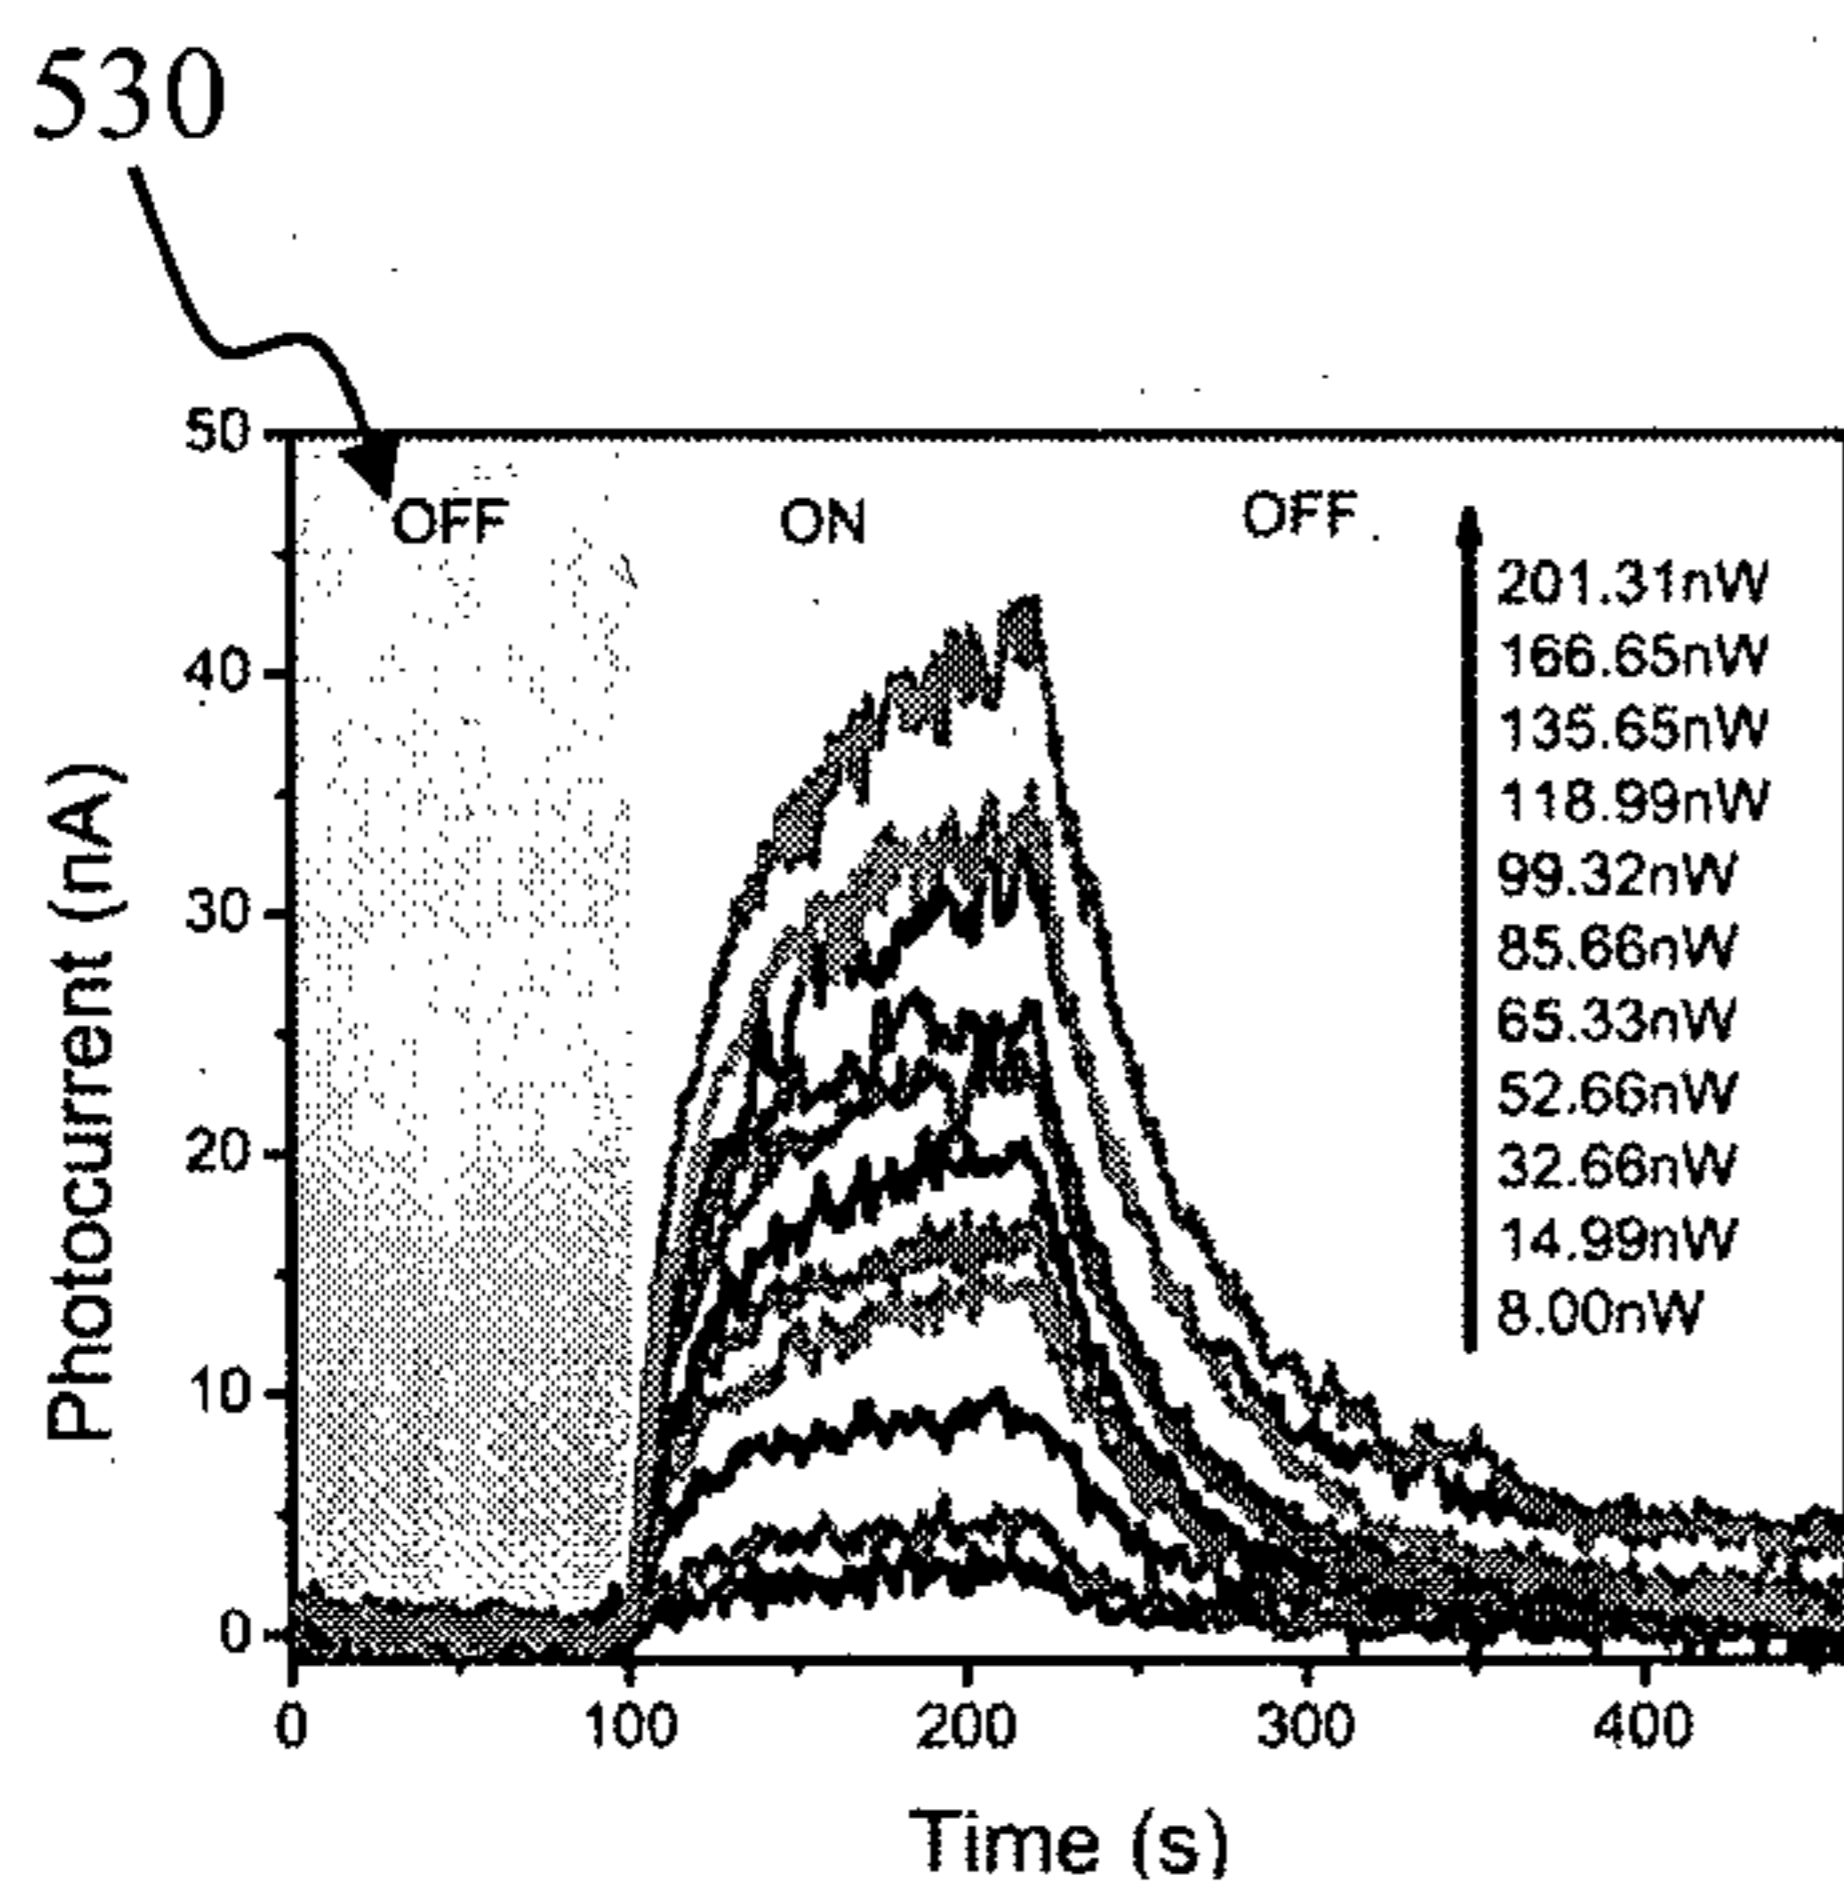 530
50
40
30
20
10
0
Photocurrent (nA)
OFF
ON
OFF
201.31nW
166.65nW
135.65nW
118.99nW
99.32nW
85.66nW
65.33nW
52.66nW
32.66nW
14.99nW
8.00nW
0
100
200
300
400
Time (s)